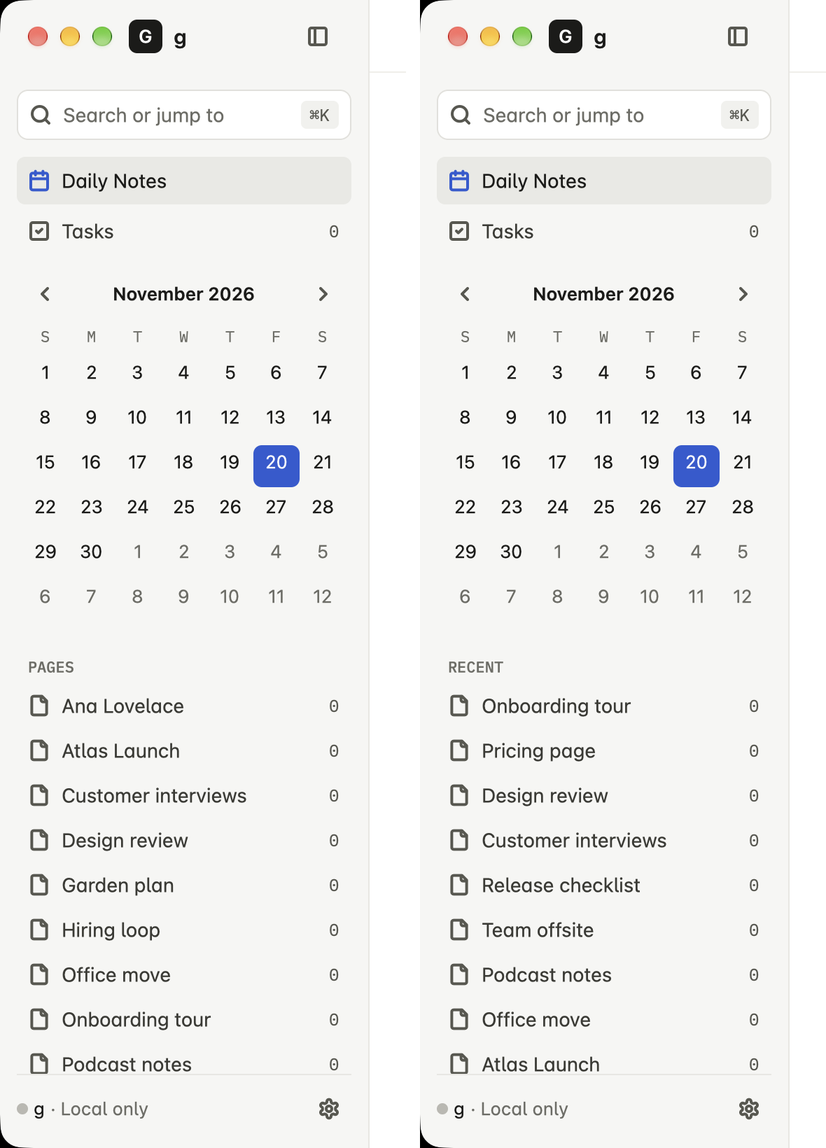 G g
Search or jump to ⌘K
Daily Notes
Tasks 0
November 2026
S M T W T F S
1 2 3 4 5 6 7
8 9 10 11 12 13 14
15 16 17 18 19 20 21
22 23 24 25 26 27 28
29 30 1 2 3 4 5
6 7 8 9 10 11 12
PAGES
Ana Lovelace 0
Atlas Launch 0
Customer interviews 0
Design review 0
Garden plan 0
Hiring loop 0
Office move 0
Onboarding tour 0
Podcast notes 0
g · Local only
G g
Search or jump to ⌘K
Daily Notes
Tasks 0
November 2026
S M T W T F S
1 2 3 4 5 6 7
8 9 10 11 12 13 14
15 16 17 18 19 20 21
22 23 24 25 26 27 28
29 30 1 2 3 4 5
6 7 8 9 10 11 12
RECENT
Onboarding tour 0
Pricing page 0
Design review 0
Customer interviews 0
Release checklist 0
Team offsite 0
Podcast notes 0
Office move 0
Atlas Launch 0
g · Local only